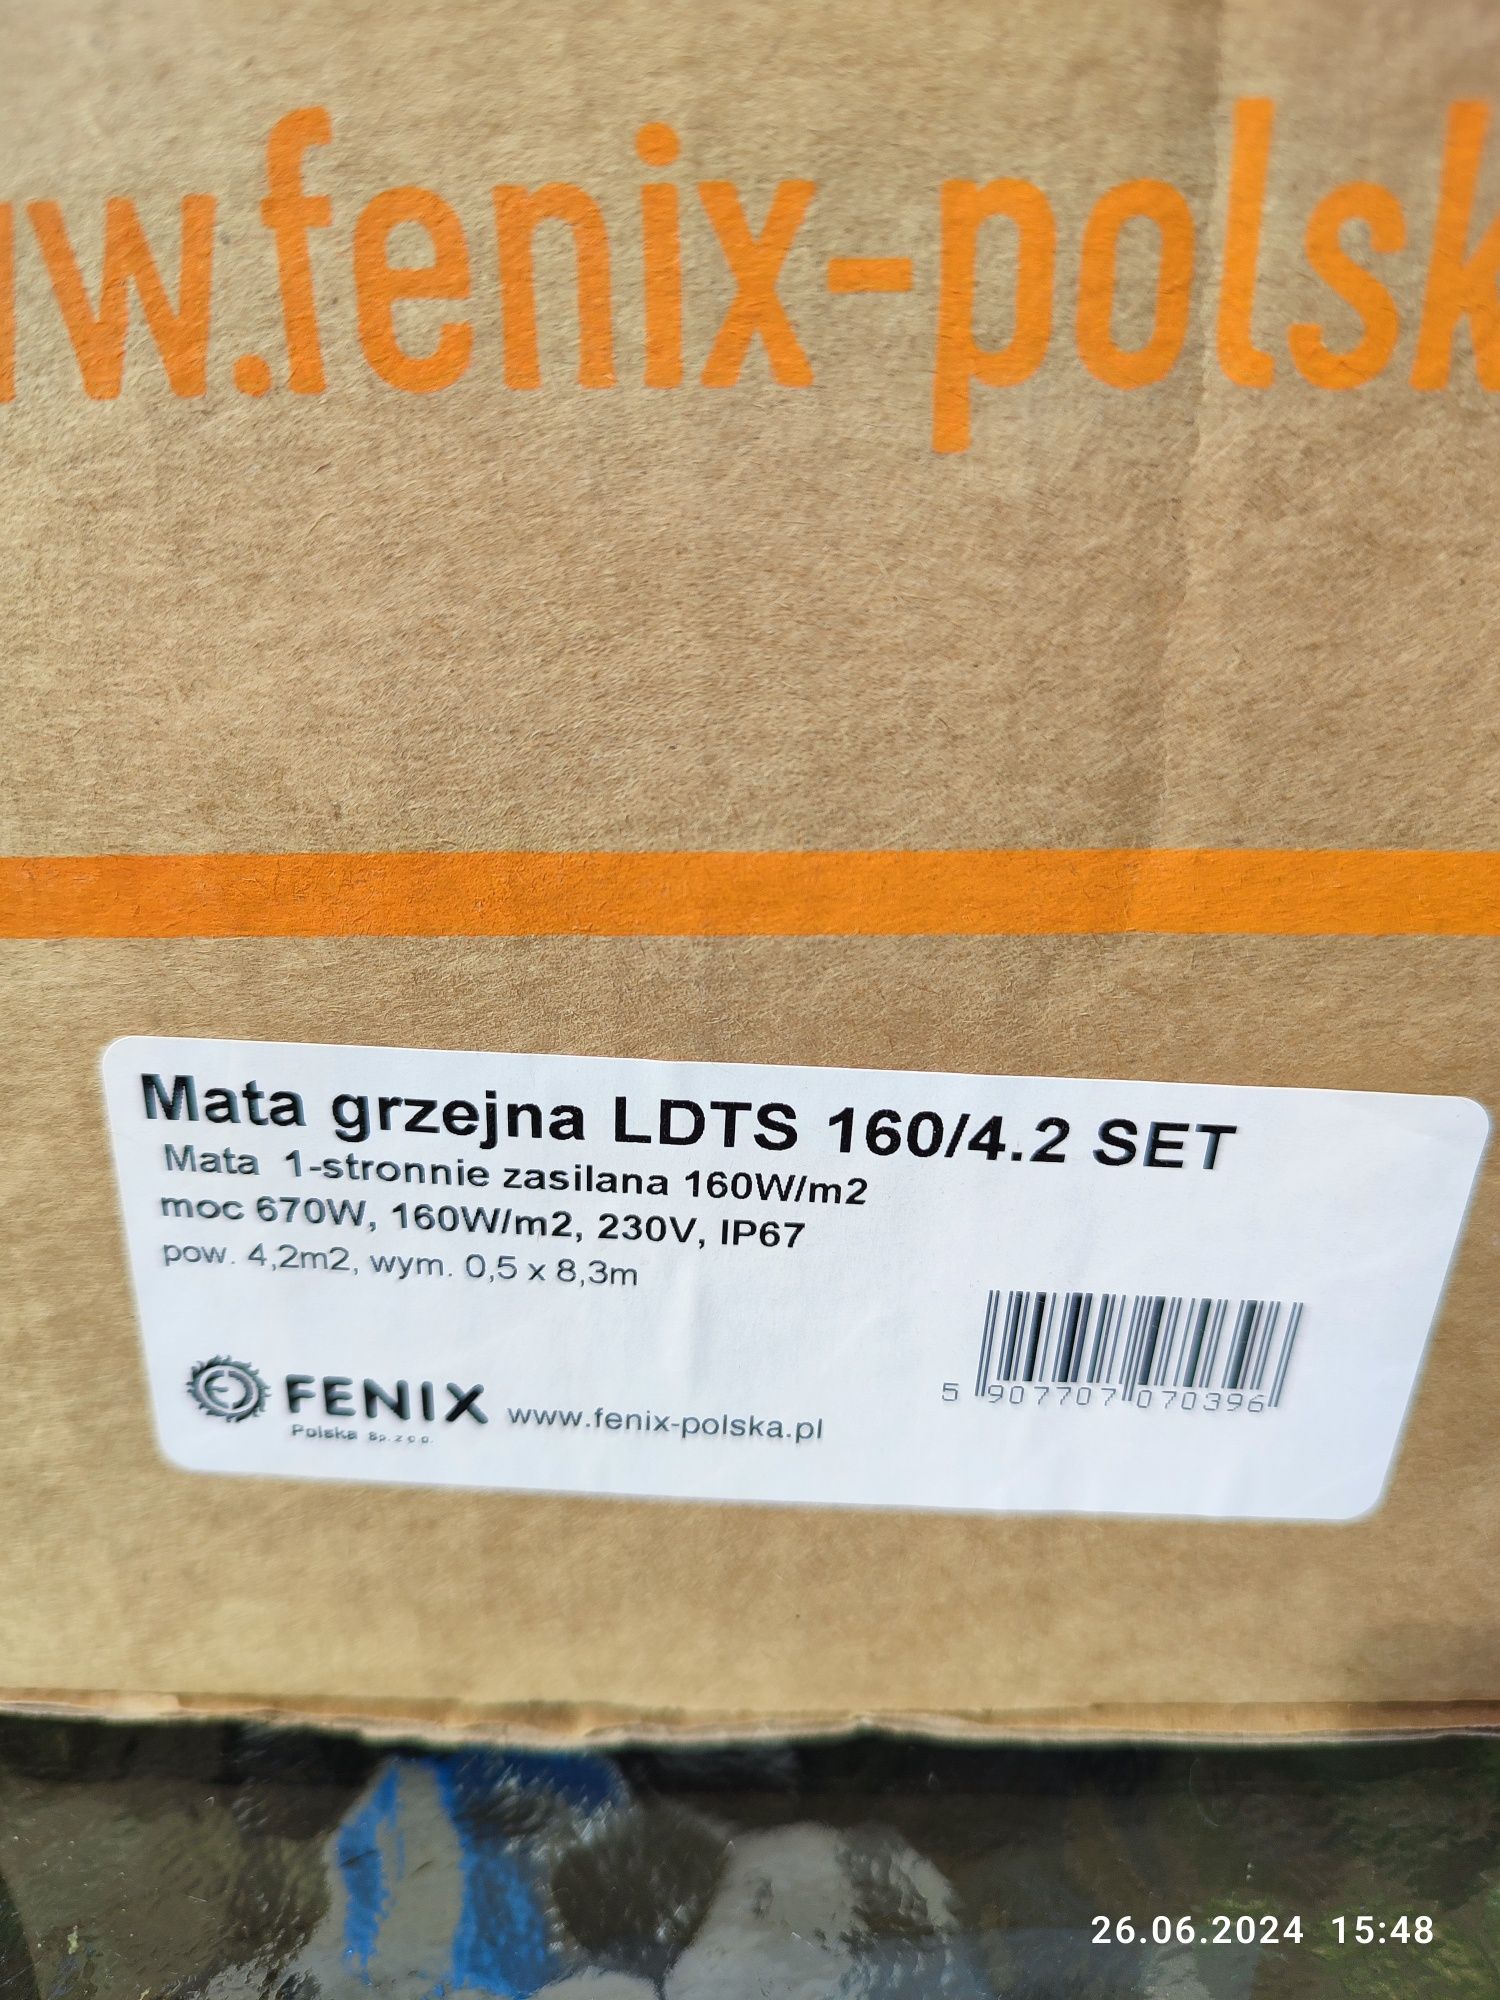 w.fenix-polsk
Mata grzejna LDTS 160/4.2 SET
Mata 1-stronnie zasilana 160W/m2
moc 670W, 160W/m2, 230V, IP67
pow. 4,2m2, wym. 0,5 x 8,3m
5 907707 070396
FENIX www.fenix-polska.pl
Polska Sp. z o.o.
26.06.2024 15:48